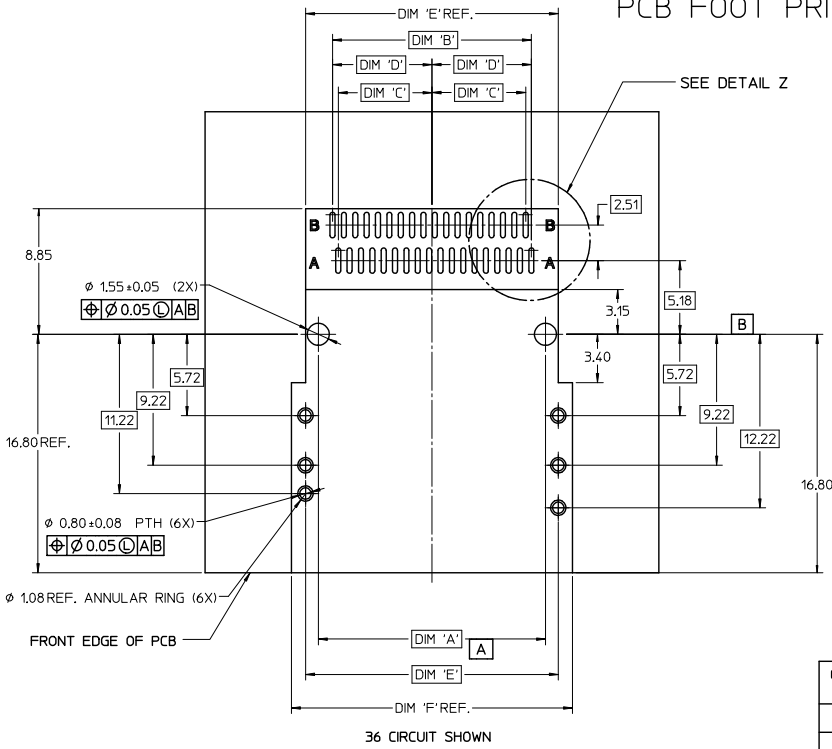 PCB FOOT PRI
DIM 'E' REF.
DIM 'B'
DIM 'D' DIM 'D'
DIM 'C' DIM 'C'
SEE DETAIL Z
2.51
B B
A A
8.85
⌀ 1.55±0.05 (2X)
⌖ ⌀ 0.05 Ⓛ A B
5.18
3.15
B
3.40
5.72
5.72
9.22
9.22
11.22
12.22
16.80 REF.
16.80
⌀ 0.80±0.08 PTH (6X)
⌖ ⌀ 0.05 Ⓛ A B
⌀ 1.08 REF. ANNULAR RING (6X)
FRONT EDGE OF PCB
DIM 'A'
A
DIM 'E'
DIM 'F' REF.
36 CIRCUIT SHOWN